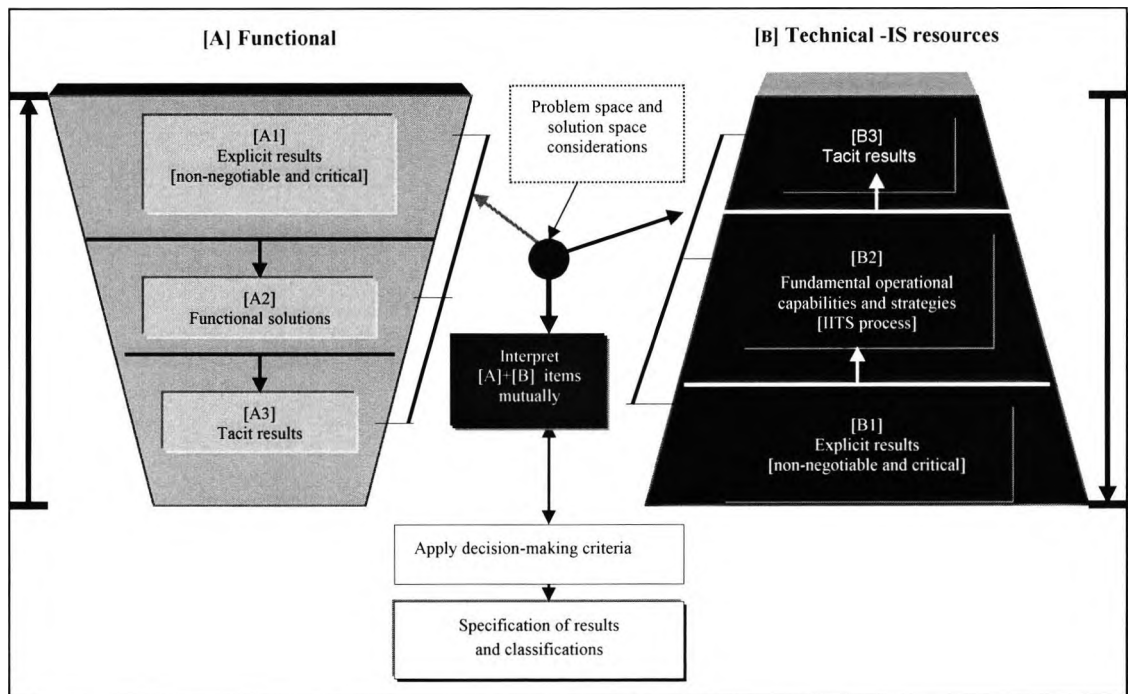 [A] Functional
[B] Technical -IS resources
Problem space and
solution space
considerations
[A1]
Explicit results
[non-negotiable and critical]
[A2]
Functional solutions
[A3]
Tacit results
[B3]
Tacit results
[B2]
Fundamental operational
capabilities and strategies
[IITS process]
[B1]
Explicit results
[non-negotiable and critical]
Interpret
[A]+[B] items
mutually
Apply decision-making criteria
Specification of results
and classifications